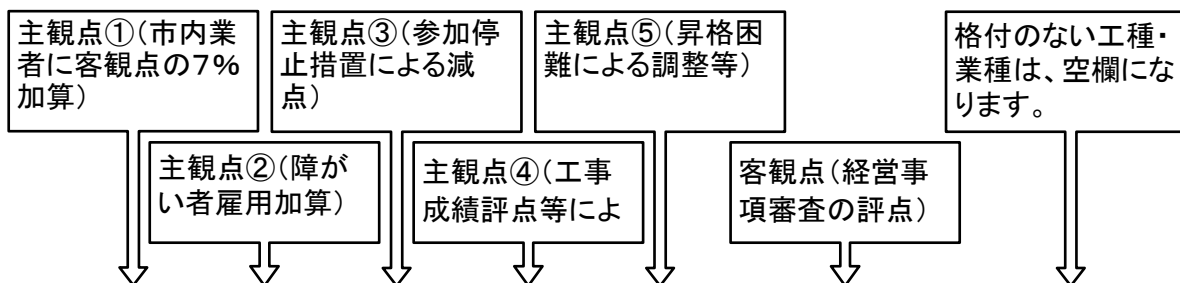 主観点①(市内業
者に客観点の7%
加算)
主観点③(参加停
止措置による減
点)
主観点⑤(昇格困
難による調整等)
格付のない工種・
業種は、空欄にな
ります。
主観点②(障が
い者雇用加算)
主観点④(工事
成績評点等によ
客観点(経営事
項審査の評点)